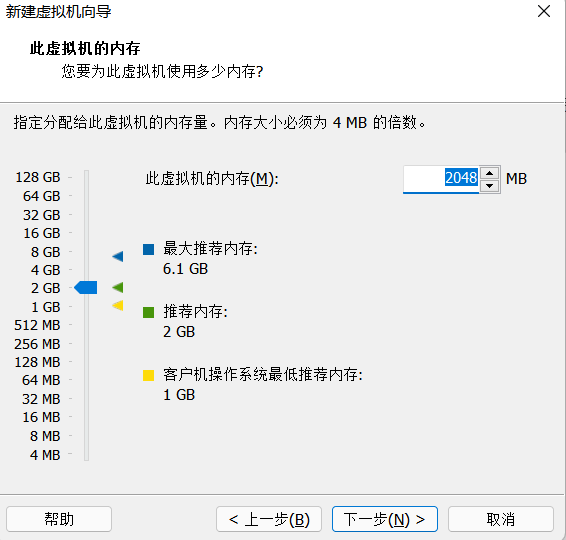 新建虚拟机向导
此虚拟机的内存
您要为此虚拟机使用多少内存?
指定分配给此虚拟机的内存量。内存大小必须为 4 MB 的倍数。
128 GB
64 GB
32 GB
16 GB
8 GB
4 GB
2 GB
1 GB
512 MB
256 MB
128 MB
64 MB
32 MB
16 MB
8 MB
4 MB
此虚拟机的内存(M): 2048 MB
最大推荐内存:
6.1 GB
推荐内存:
2 GB
客户机操作系统最低推荐内存:
1 GB
帮助 < 上一步(B) 下一步(N) > 取消